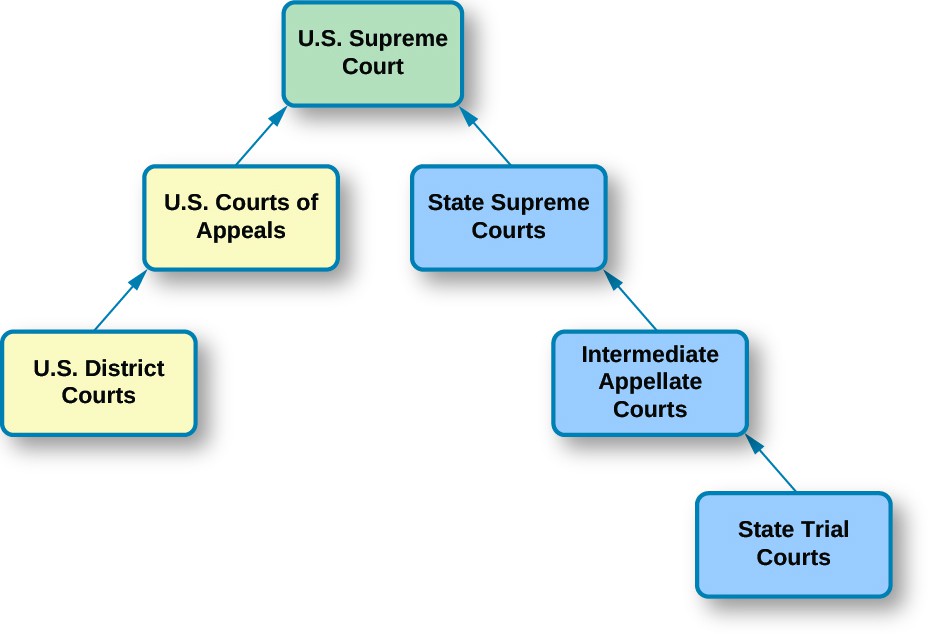 U.S. Supreme
Court
U.S. Courts of
Appeals
State Supreme
Courts
U.S. District
Courts
Intermediate
Appellate
Courts
State Trial
Courts